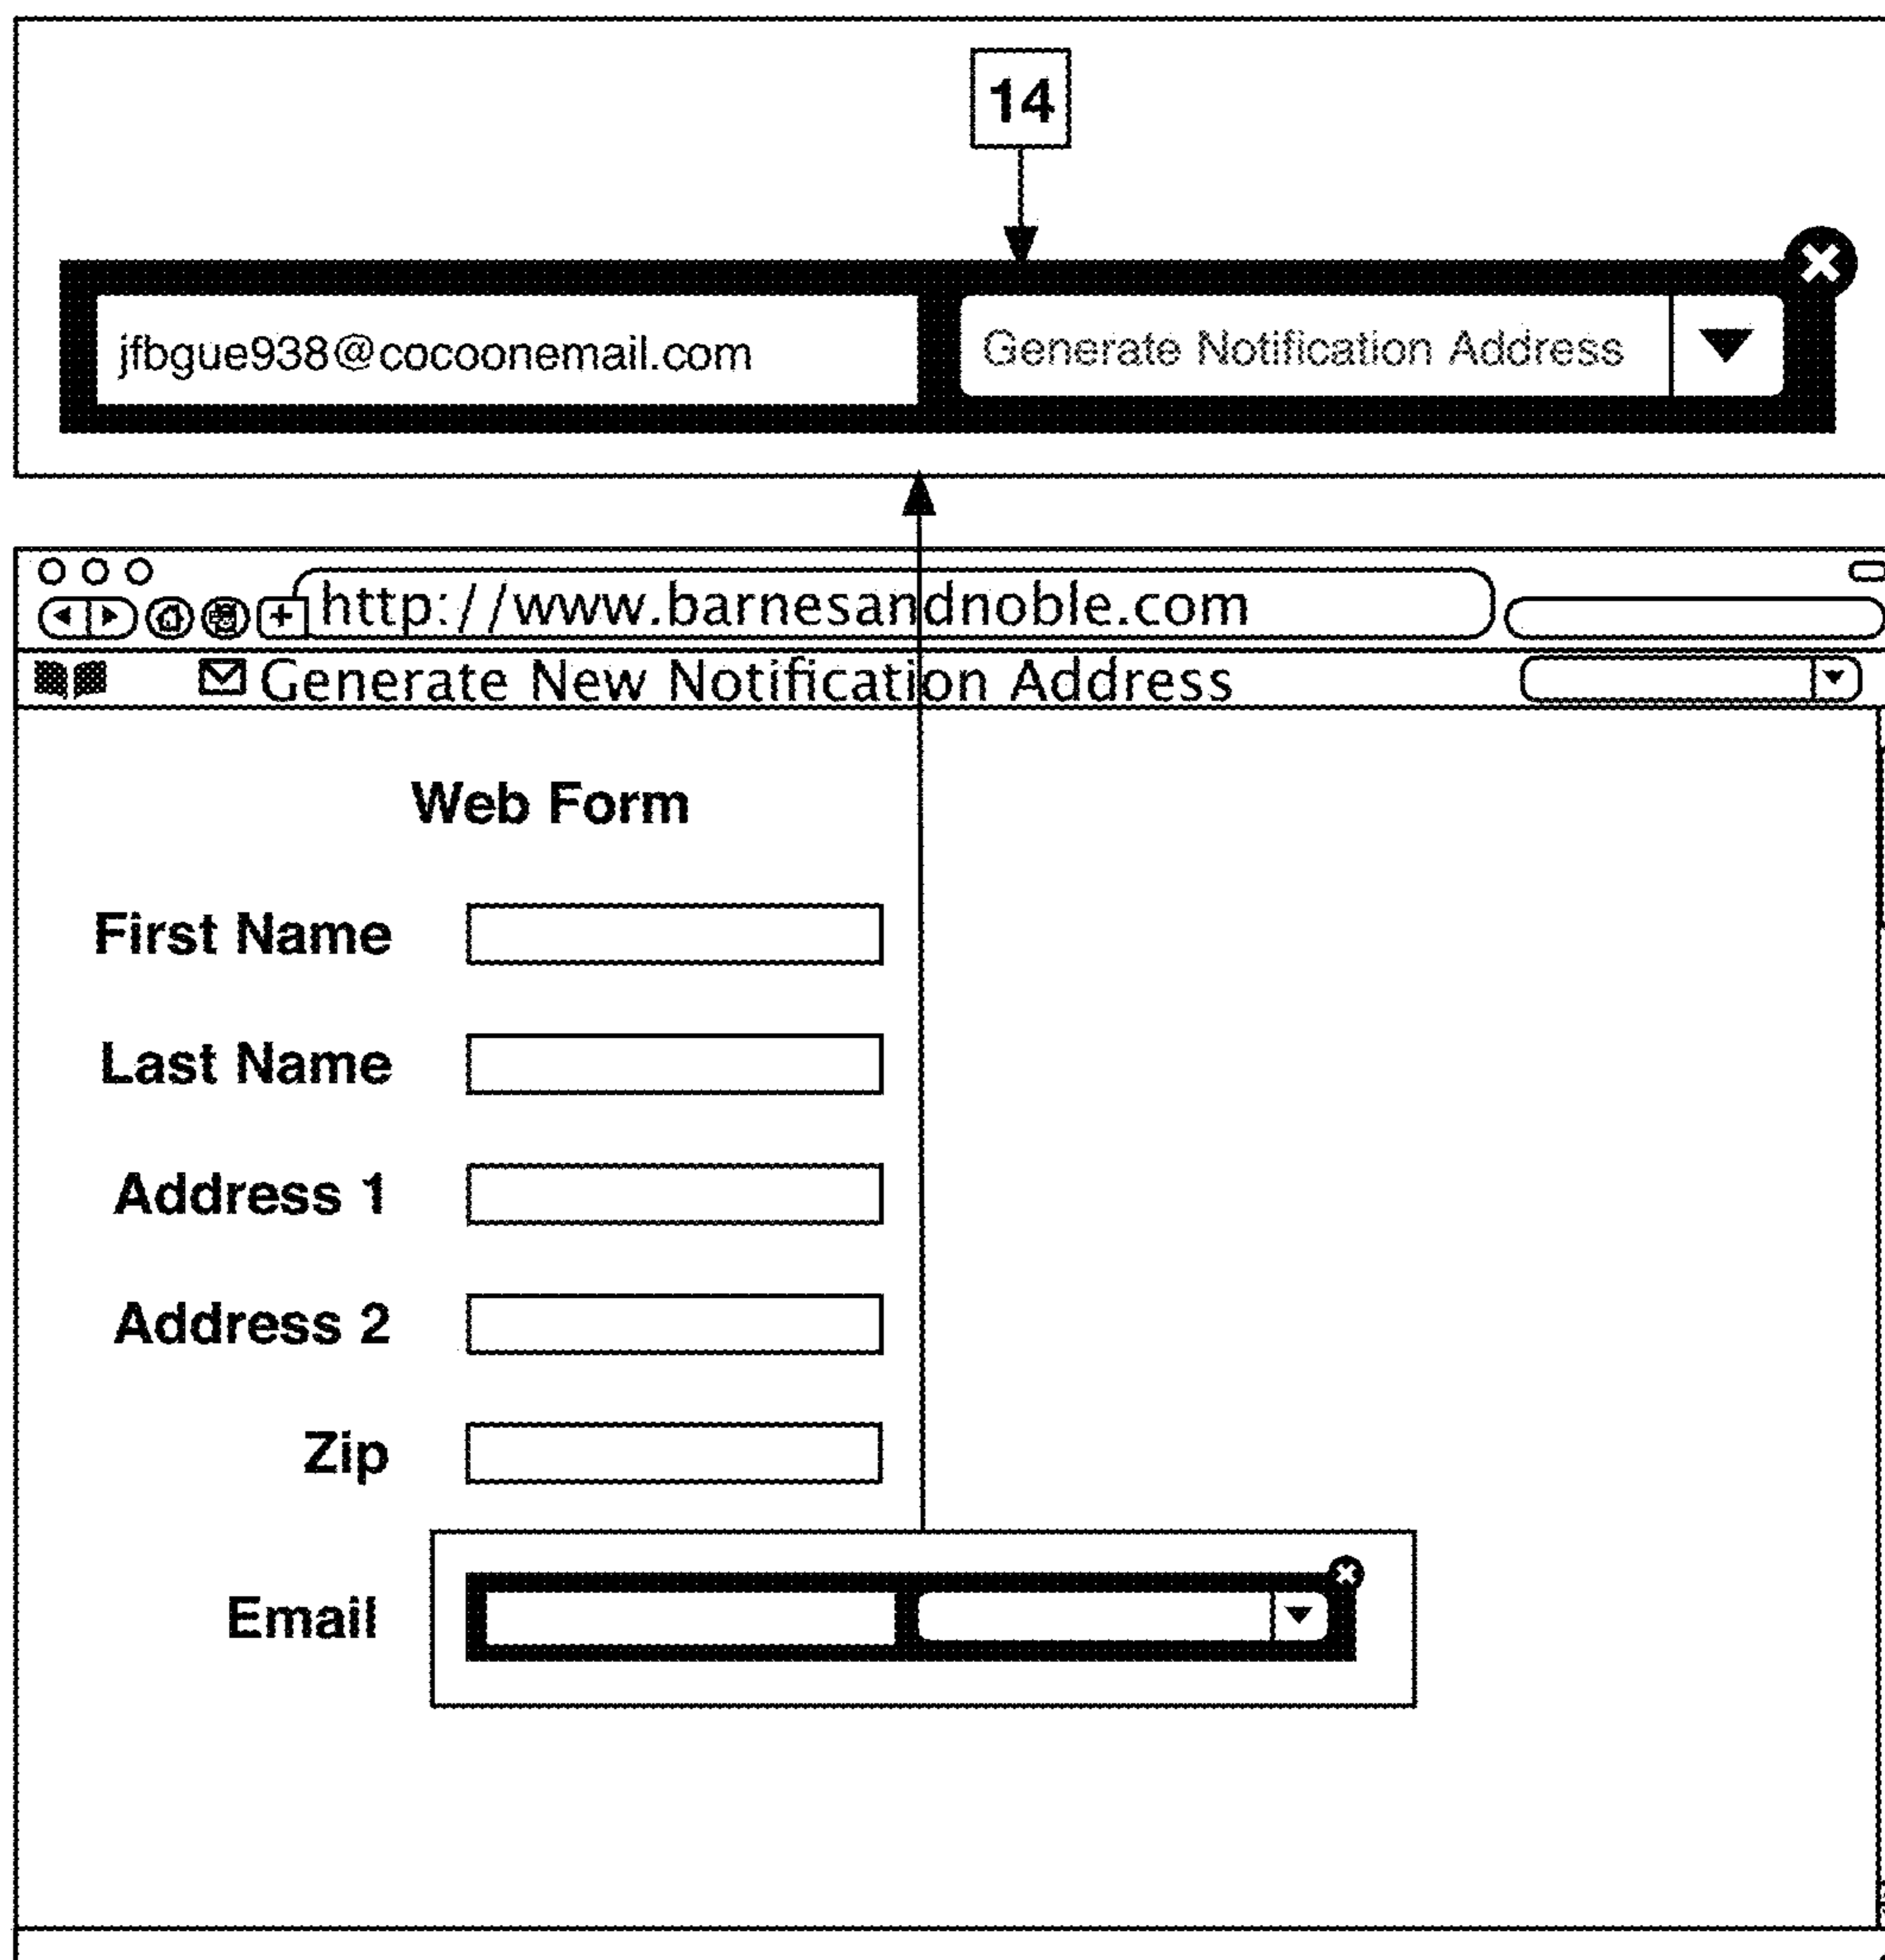 14
jfbgue938@cocoonemail.com Generate Notification Address
http://www.barnesandnoble.com
Generate New Notification Address
Web Form
First Name
Last Name
Address 1
Address 2
Zip
Email